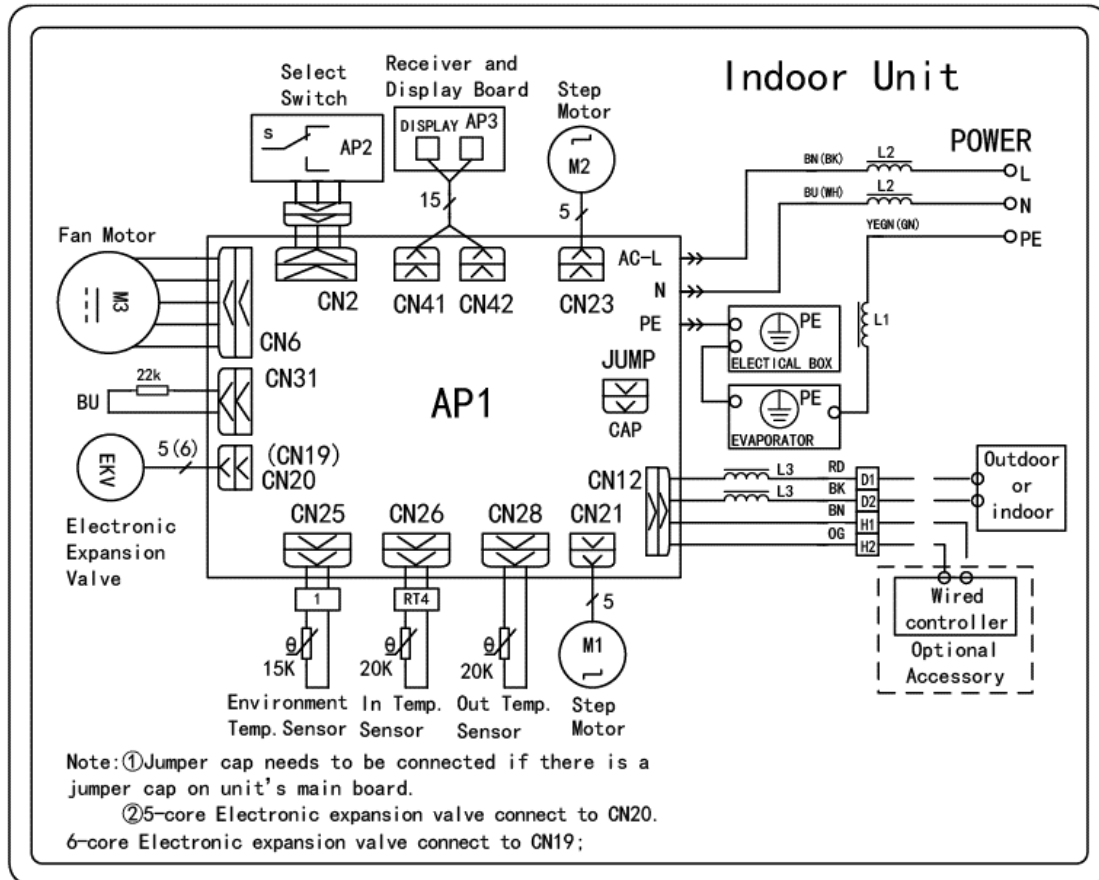 Indoor Unit
Select
Switch
S
AP2
Receiver and
Display Board
DISPLAY AP3
15
Step
Motor
M2
5
POWER
BN(BK)
L2
L
BU(WH)
L2
N
YEGN(GN)
PE
L1
Fan Motor
M3
CN6
CN2
CN41
CN42
CN23
AC-L
N
PE
PE
ELECTICAL BOX
PE
EVAPORATOR
JUMP
CAP
AP1
22k
BU
CN31
EKV
5(6)
(CN19)
CN20
Electronic
Expansion
Valve
CN12
L3
RD
D1
L3
BK
D2
BN
H1
OG
H2
Outdoor
or
indoor
Wired
controller
Optional
Accessory
CN25
CN26
CN28
CN21
1
RT4
θ
15K
θ
20K
θ
20K
5
M1
Environment
Temp. Sensor
In Temp.
Sensor
Out Temp.
Sensor
Step
Motor
Note:①Jumper cap needs to be connected if there is a
jumper cap on unit's main board.
②5-core Electronic expansion valve connect to CN20.
6-core Electronic expansion valve connect to CN19;